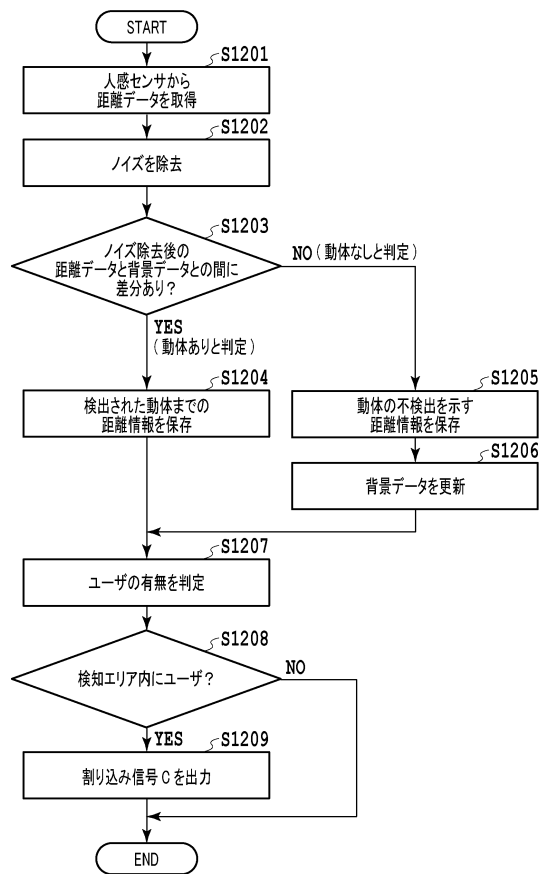 START
S1201
人感センサから
距離データを取得
S1202
ノイズを除去
S1203
ノイズ除去後の
距離データと背景データとの間に
差分あり?
NO(動体なしと判定)
YES
(動体ありと判定)
S1204
検出された動体までの
距離情報を保存
S1205
動体の不検出を示す
距離情報を保存
S1206
背景データを更新
S1207
ユーザの有無を判定
S1208
検知エリア内にユーザ?
NO
YES
S1209
割り込み信号Cを出力
END